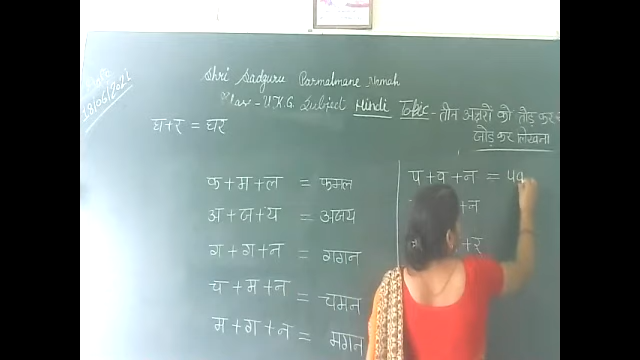 Date
18/06/2021
Shri Sadguru Parmatmane Namah
Class - U.K.G. Subject Hindi Topic - तीन अक्षरों को तोड़ कर
जोड़ कर लिखना
घ+र = घर
क+म+ल = कमल
अ+ज+य = अजय
ग+ग+न = गगन
च+म+न = चमन
म+ग+न = मगन
प+व+न = पव
+न
+र